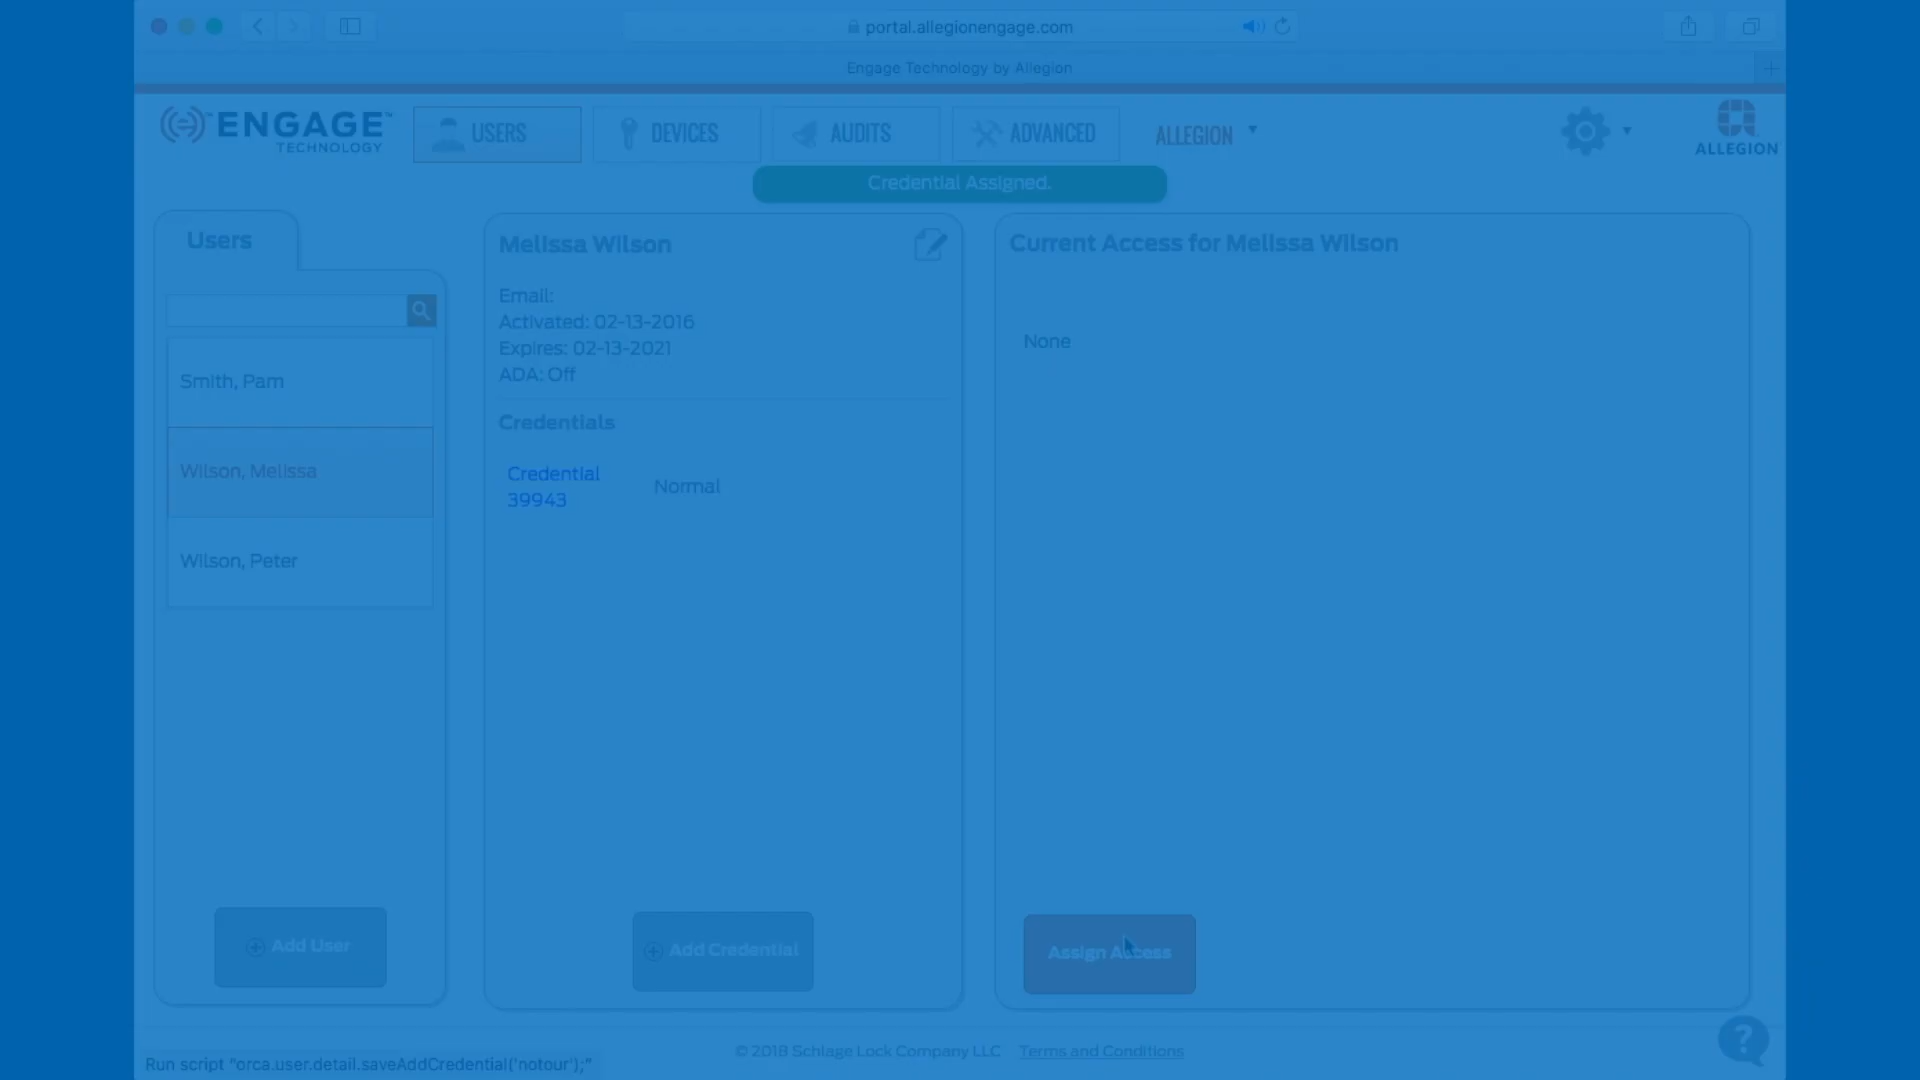 portal.allegionengage.com
Engage Technology by Allegion
ENGAGE™
TECHNOLOGY
USERS
DEVICES
AUDITS
ADVANCED
ALLEGION
ALLEGION
Credential Assigned.
Users
Smith, Pam
Wilson, Melissa
Wilson, Peter
Add User
Melissa Wilson
Email:
Activated: 02-13-2016
Expires: 02-13-2021
ADA: Off
Credentials
Credential
39943
Normal
Add Credential
Current Access for Melissa Wilson
None
Assign Access
© 2018 Schlage Lock Company LLC
Terms and Conditions
?
Run script "orca.user.detail.saveAddCredential('notour');"